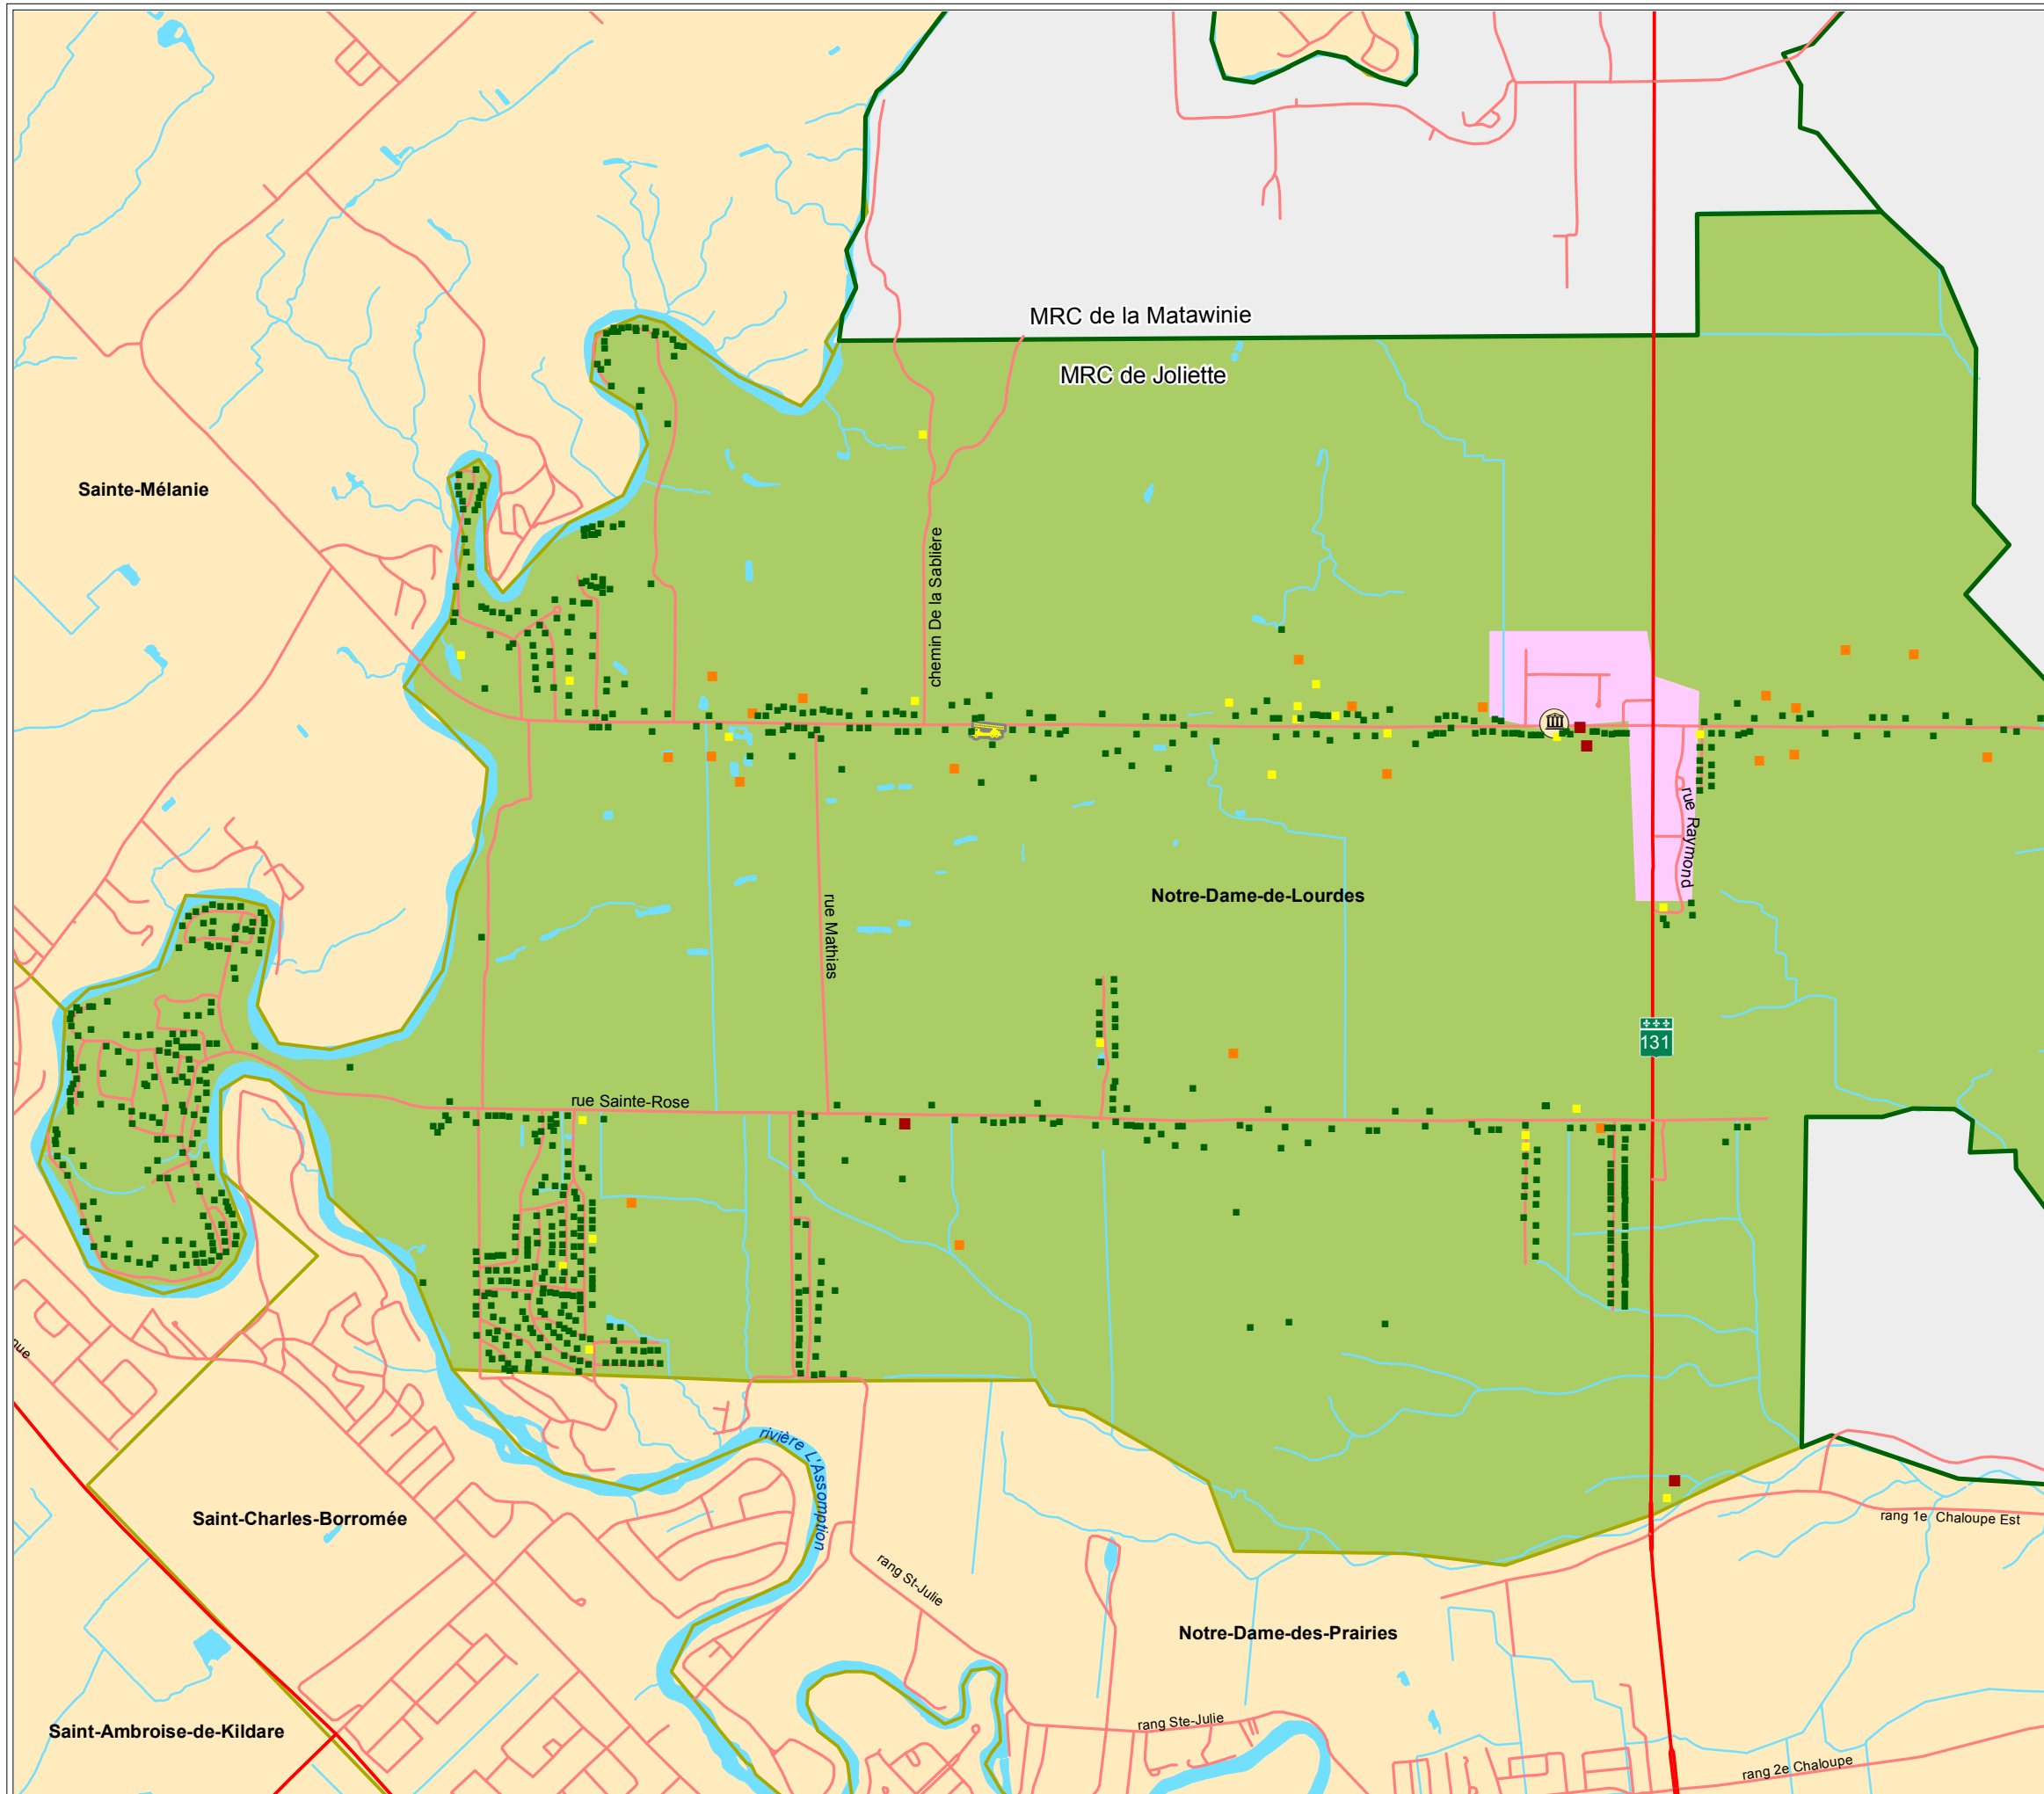 MRC de la Matawinie
MRC de Joliette
Sainte-Mélanie
chemin De la Sablière
rue Raymond
Notre-Dame-de-Lourdes
rue Mathias
131
rue Sainte-Rose
nue
rivière L'Assomption
Saint-Charles-Borromée
rang 1e Chaloupe Est
rang St-Julie
Notre-Dame-des-Prairies
rang Ste-Julie
Saint-Ambroise-de-Kildare
rang 2e Chaloupe